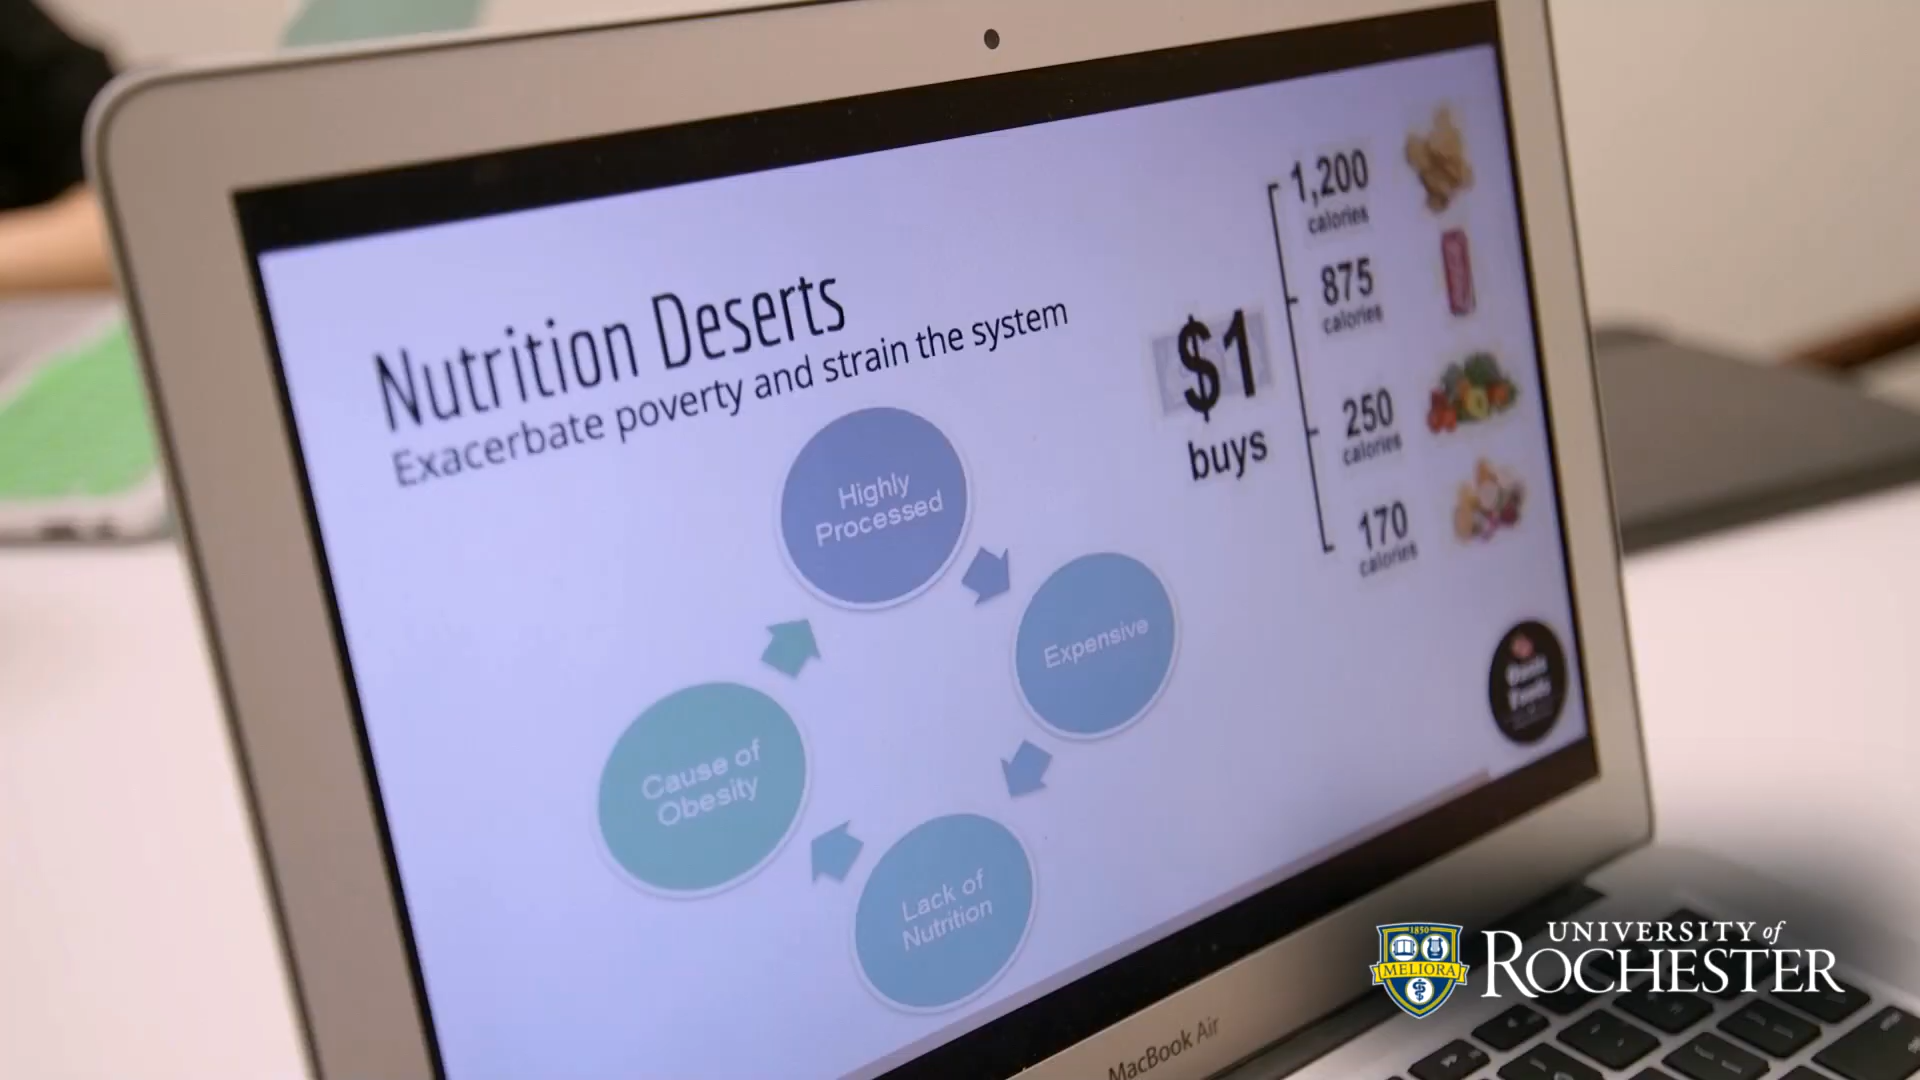 Nutrition Deserts
Exacerbate poverty and strain the system
Highly
Processed
Expensive
Lack of
Nutrition
Cause of
Obesity
$1
buys
1,200
calories
875
calories
250
calories
170
calories
MacBook Air
1850
MELIORA
UNIVERSITY of
ROCHESTER